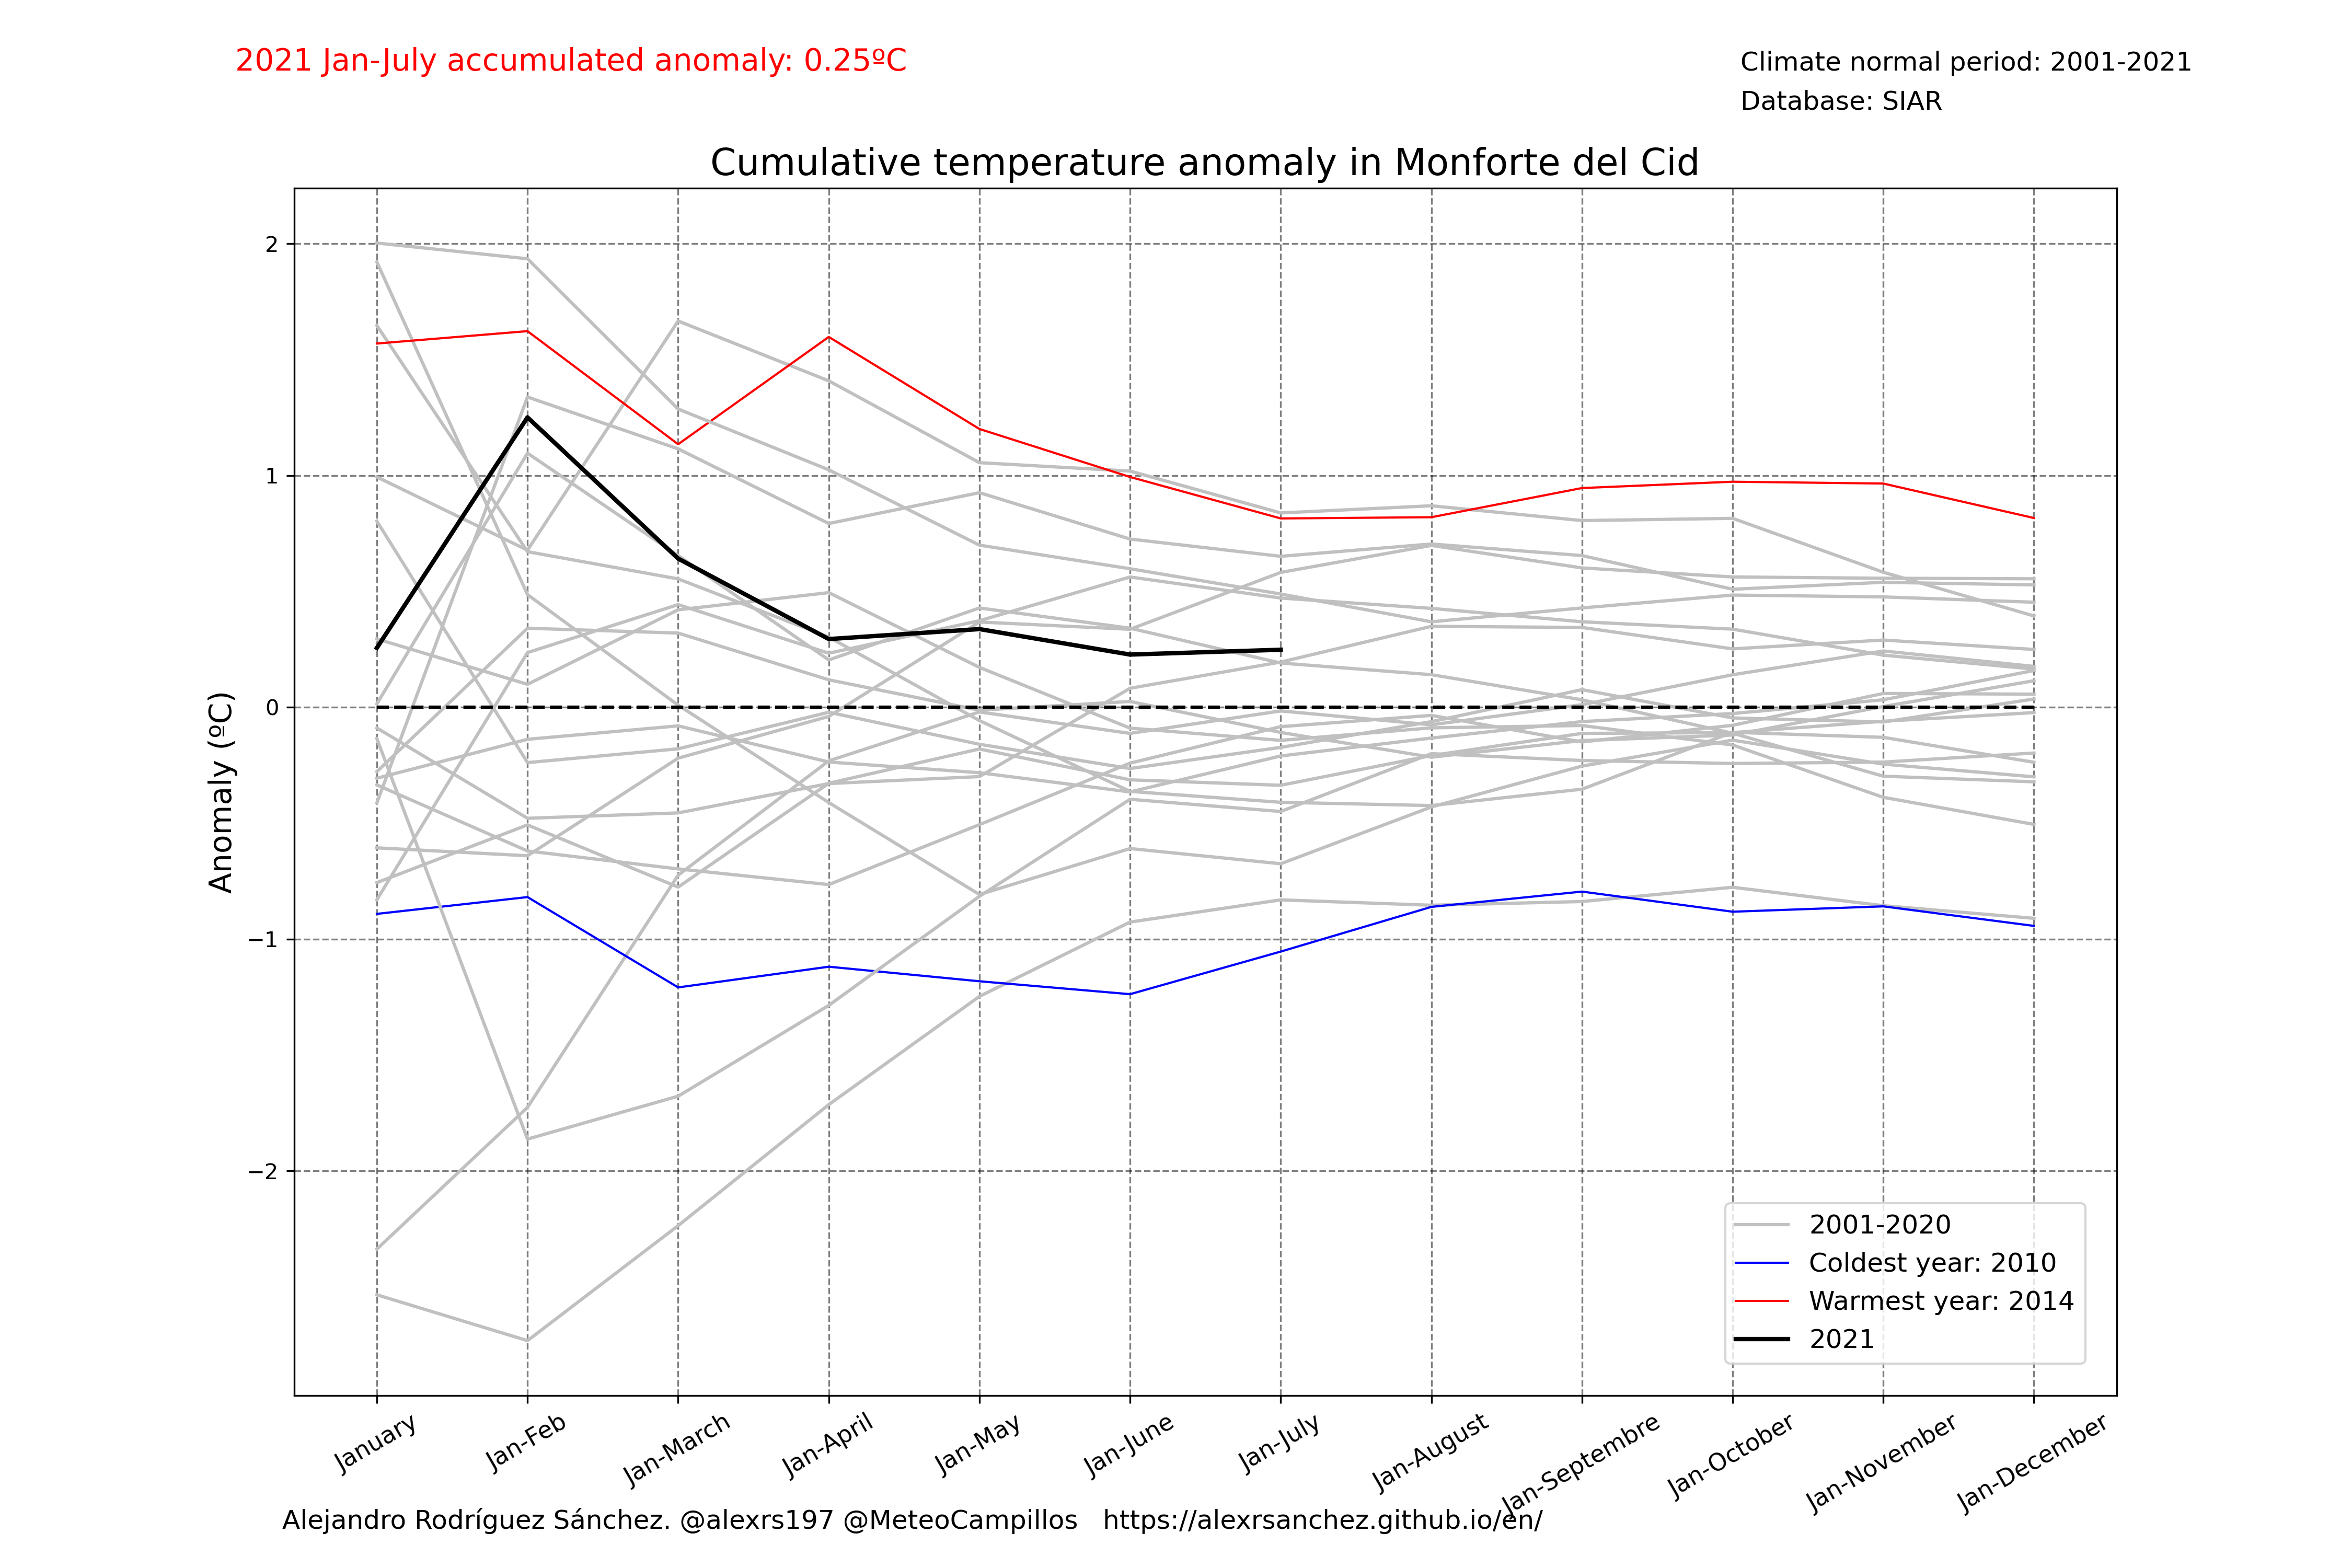 2021 Jan-July accumulated anomaly: 0.25ºC
Climate normal period: 2001-2021
Database: SIAR
Cumulative temperature anomaly in Monforte del Cid
Anomaly (ºC)
2
1
0
−1
−2
2001-2020
Coldest year: 2010
Warmest year: 2014
2021
January
Jan-Feb
Jan-March
Jan-April
Jan-May
Jan-June
Jan-July
Jan-August
Jan-Septembre
Jan-October
Jan-November
Jan-December
Alejandro Rodríguez Sánchez. @alexrs197 @MeteoCampillos   https://alexrsanchez.github.io/en/